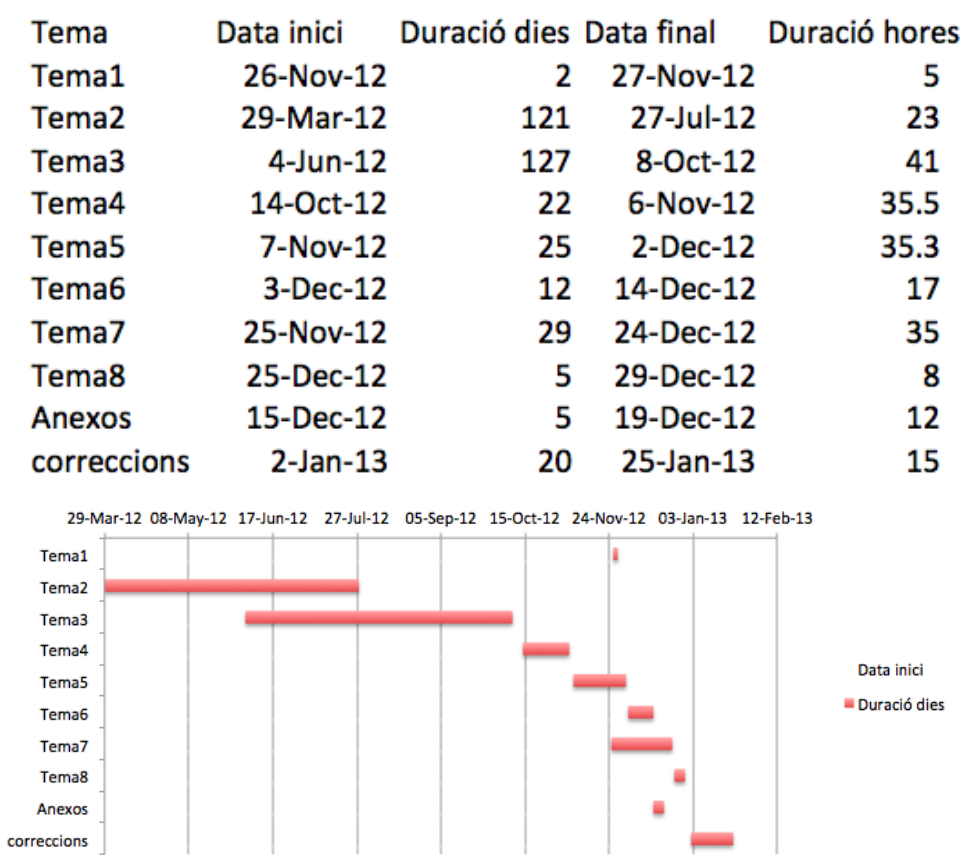 Tema Data inici Duració dies Data final Duració hores
Tema1 26-Nov-12 2 27-Nov-12 5
Tema2 29-Mar-12 121 27-Jul-12 23
Tema3 4-Jun-12 127 8-Oct-12 41
Tema4 14-Oct-12 22 6-Nov-12 35.5
Tema5 7-Nov-12 25 2-Dec-12 35.3
Tema6 3-Dec-12 12 14-Dec-12 17
Tema7 25-Nov-12 29 24-Dec-12 35
Tema8 25-Dec-12 5 29-Dec-12 8
Anexos 15-Dec-12 5 19-Dec-12 12
correccions 2-Jan-13 20 25-Jan-13 15
29-Mar-12 08-May-12 17-Jun-12 27-Jul-12 05-Sep-12 15-Oct-12 24-Nov-12 03-Jan-13 12-Feb-13
Tema1
Tema2
Tema3
Tema4
Tema5
Tema6
Tema7
Tema8
Anexos
correccions
Data inici
Duració dies